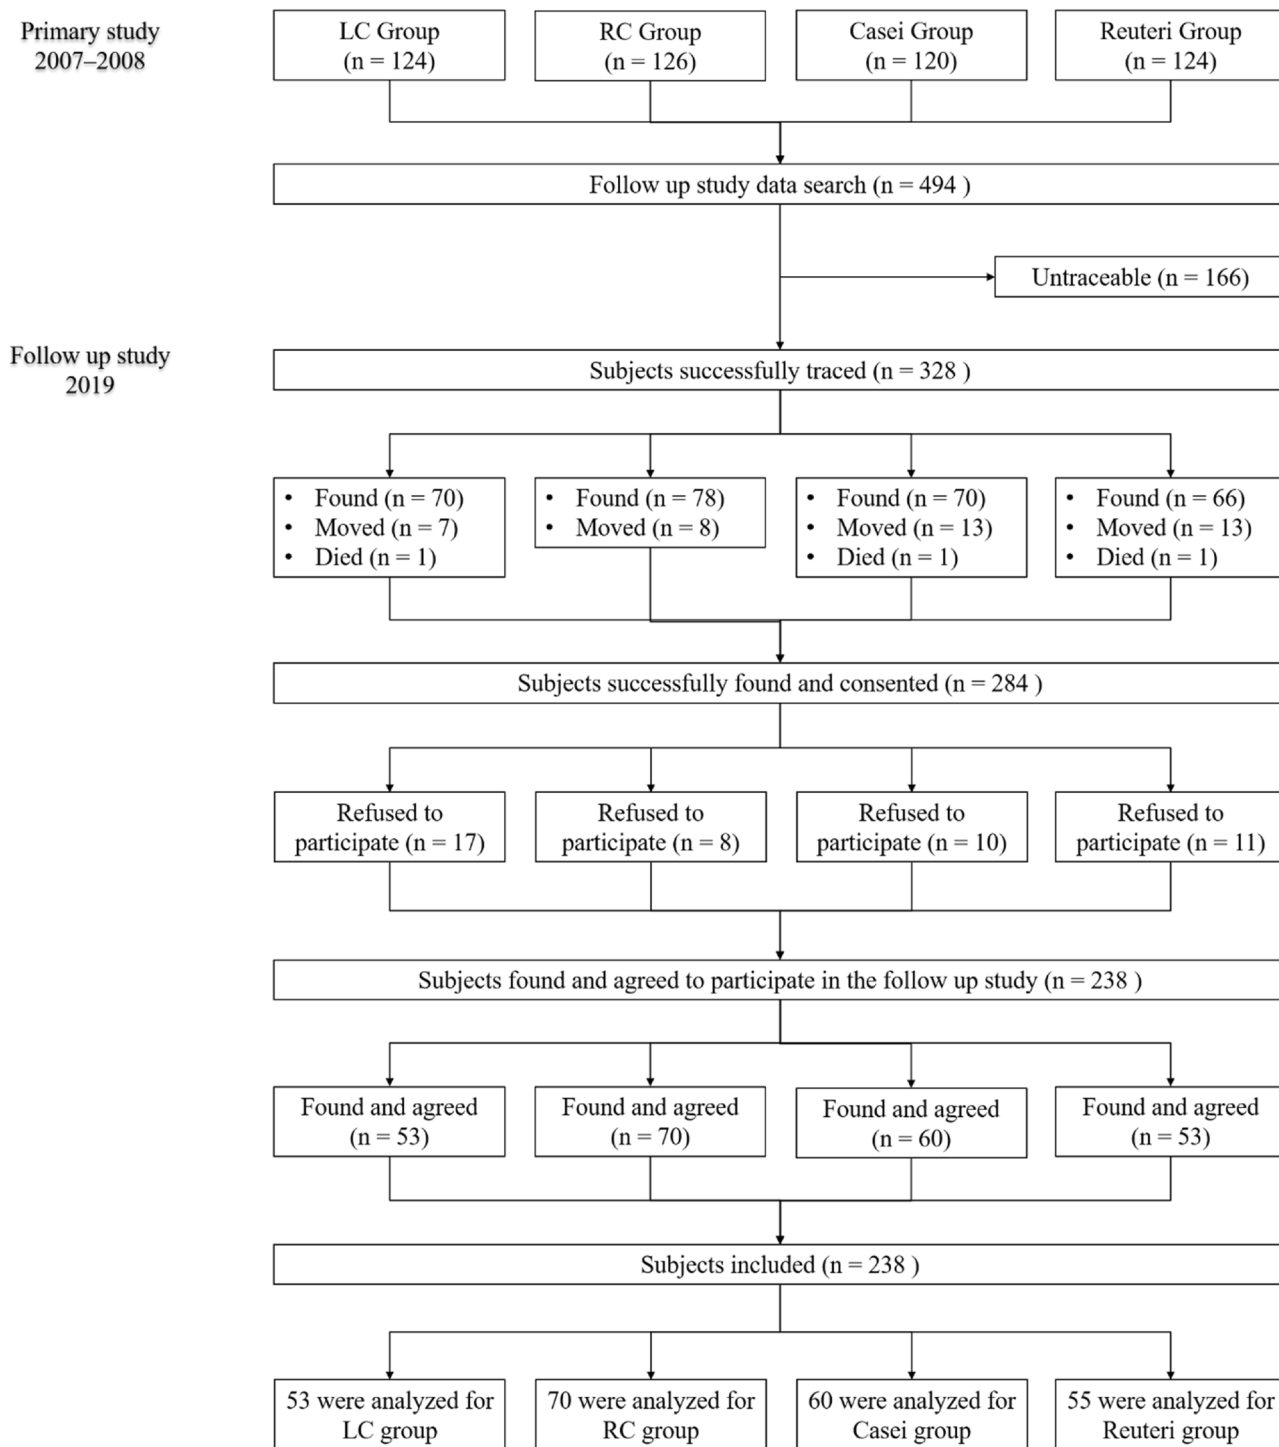 Primary study
2007–2008
LC Group
(n = 124)
RC Group
(n = 126)
Casei Group
(n = 120)
Reuteri Group
(n = 124)
Follow up study data search (n = 494 )
Untraceable (n = 166)
Follow up study
2019
Subjects successfully traced (n = 328 )
• Found (n = 70)
• Moved (n = 7)
• Died (n = 1)
• Found (n = 78)
• Moved (n = 8)
• Found (n = 70)
• Moved (n = 13)
• Died (n = 1)
• Found (n = 66)
• Moved (n = 13)
• Died (n = 1)
Subjects successfully found and consented (n = 284 )
Refused to
participate (n = 17)
Refused to
participate (n = 8)
Refused to
participate (n = 10)
Refused to
participate (n = 11)
Subjects found and agreed to participate in the follow up study (n = 238 )
Found and agreed
(n = 53)
Found and agreed
(n = 70)
Found and agreed
(n = 60)
Found and agreed
(n = 53)
Subjects included (n = 238 )
53 were analyzed for
LC group
70 were analyzed for
RC group
60 were analyzed for
Casei group
55 were analyzed for
Reuteri group